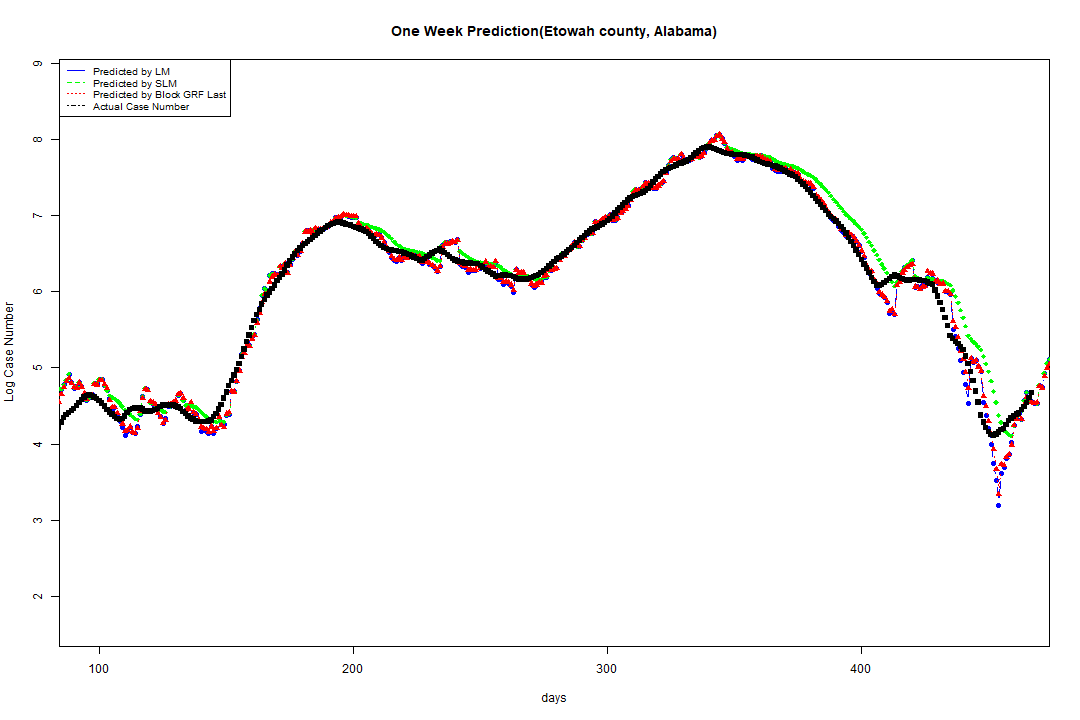 One Week Prediction(Etowah county, Alabama)
Predicted by LM
Predicted by SLM
Predicted by Block GRF Last
Actual Case Number
9
8
7
6
5
4
3
2
Log Case Number
100 200 300 400
days